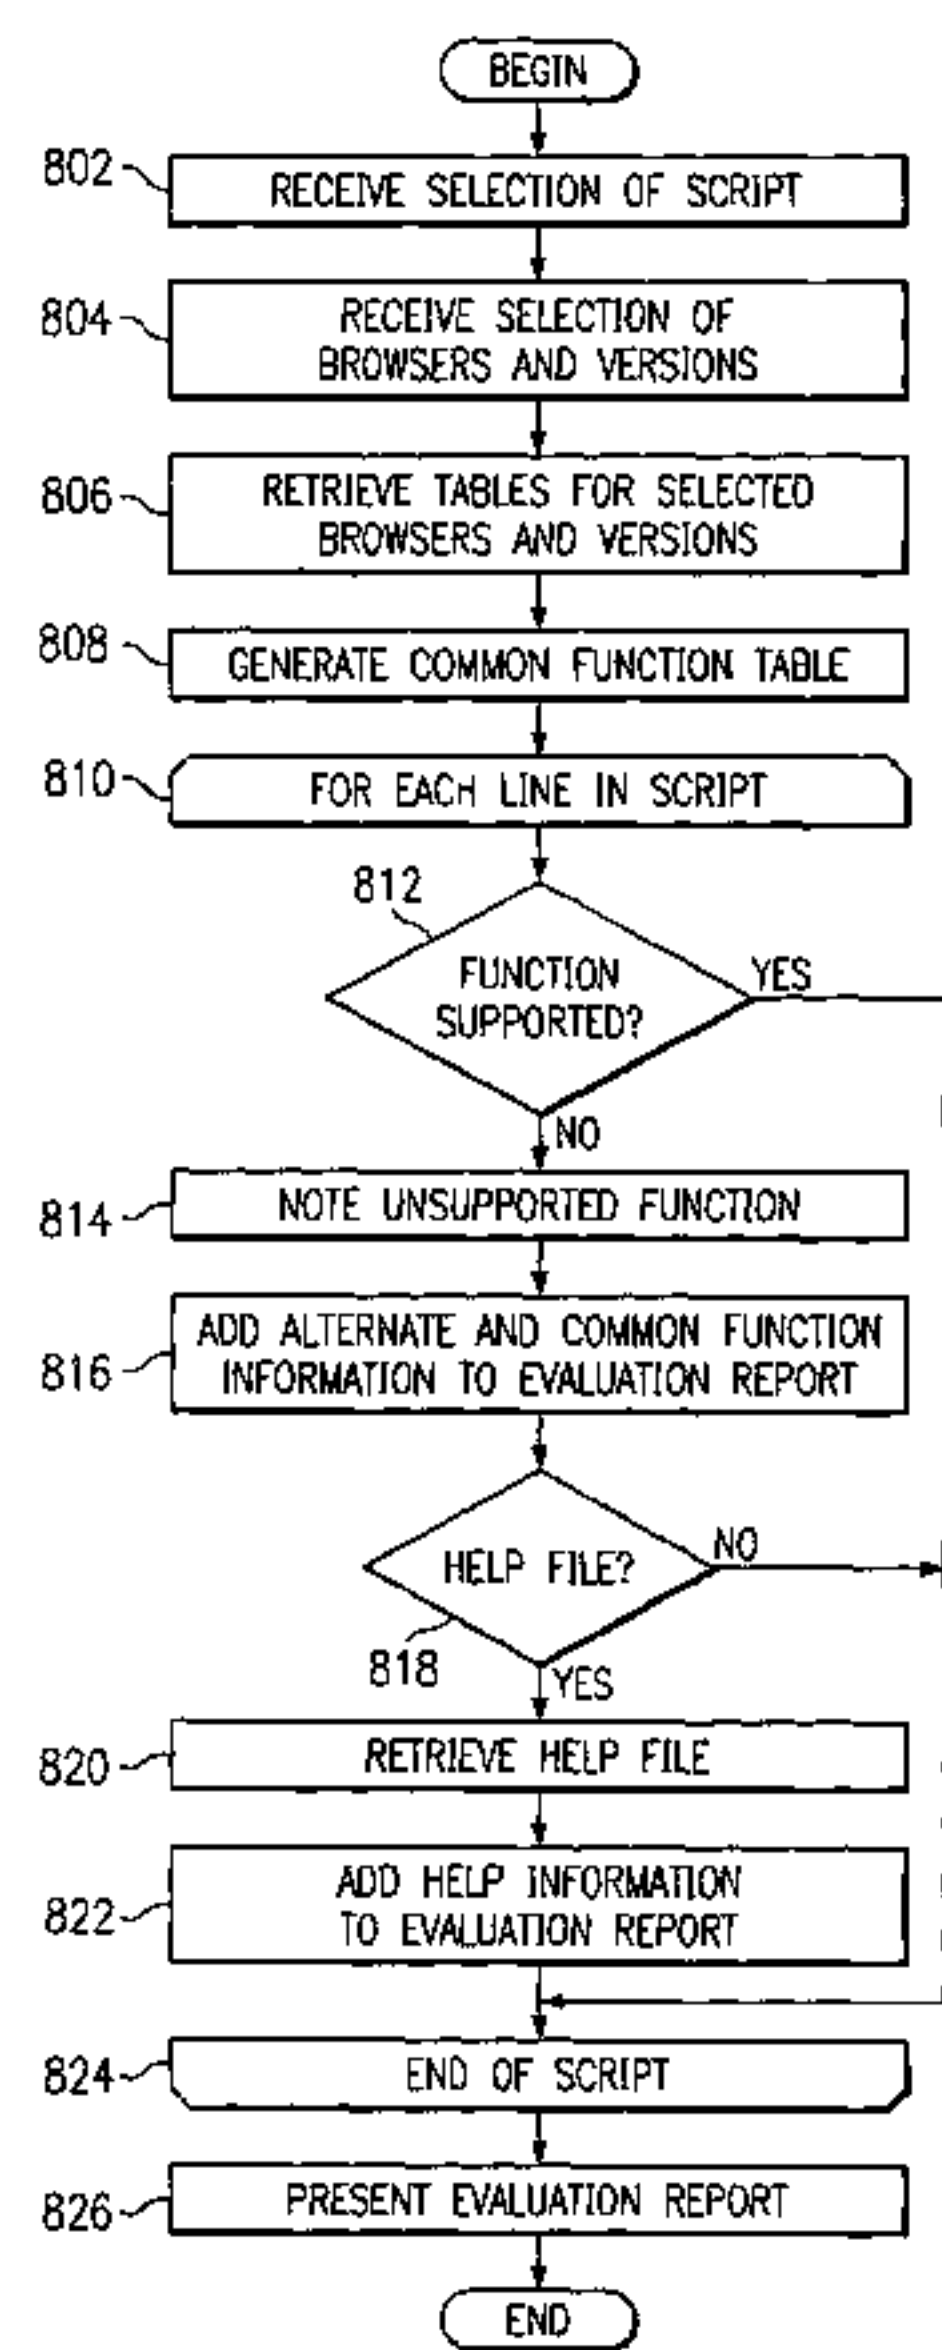 BEGIN
802
RECEIVE SELECTION OF SCRIPT
804
RECEIVE SELECTION OF
BROWSERS AND VERSIONS
806
RETRIEVE TABLES FOR SELECTED
BROWSERS AND VERSIONS
808
GENERATE COMMON FUNCTION TABLE
810
FOR EACH LINE IN SCRIPT
812
FUNCTION
SUPPORTED?
YES
NO
814
NOTE UNSUPPORTED FUNCTION
816
ADD ALTERNATE AND COMMON FUNCTION
INFORMATION TO EVALUATION REPORT
HELP FILE?
NO
818
YES
820
RETRIEVE HELP FILE
822
ADD HELP INFORMATION
TO EVALUATION REPORT
824
END OF SCRIPT
826
PRESENT EVALUATION REPORT
END